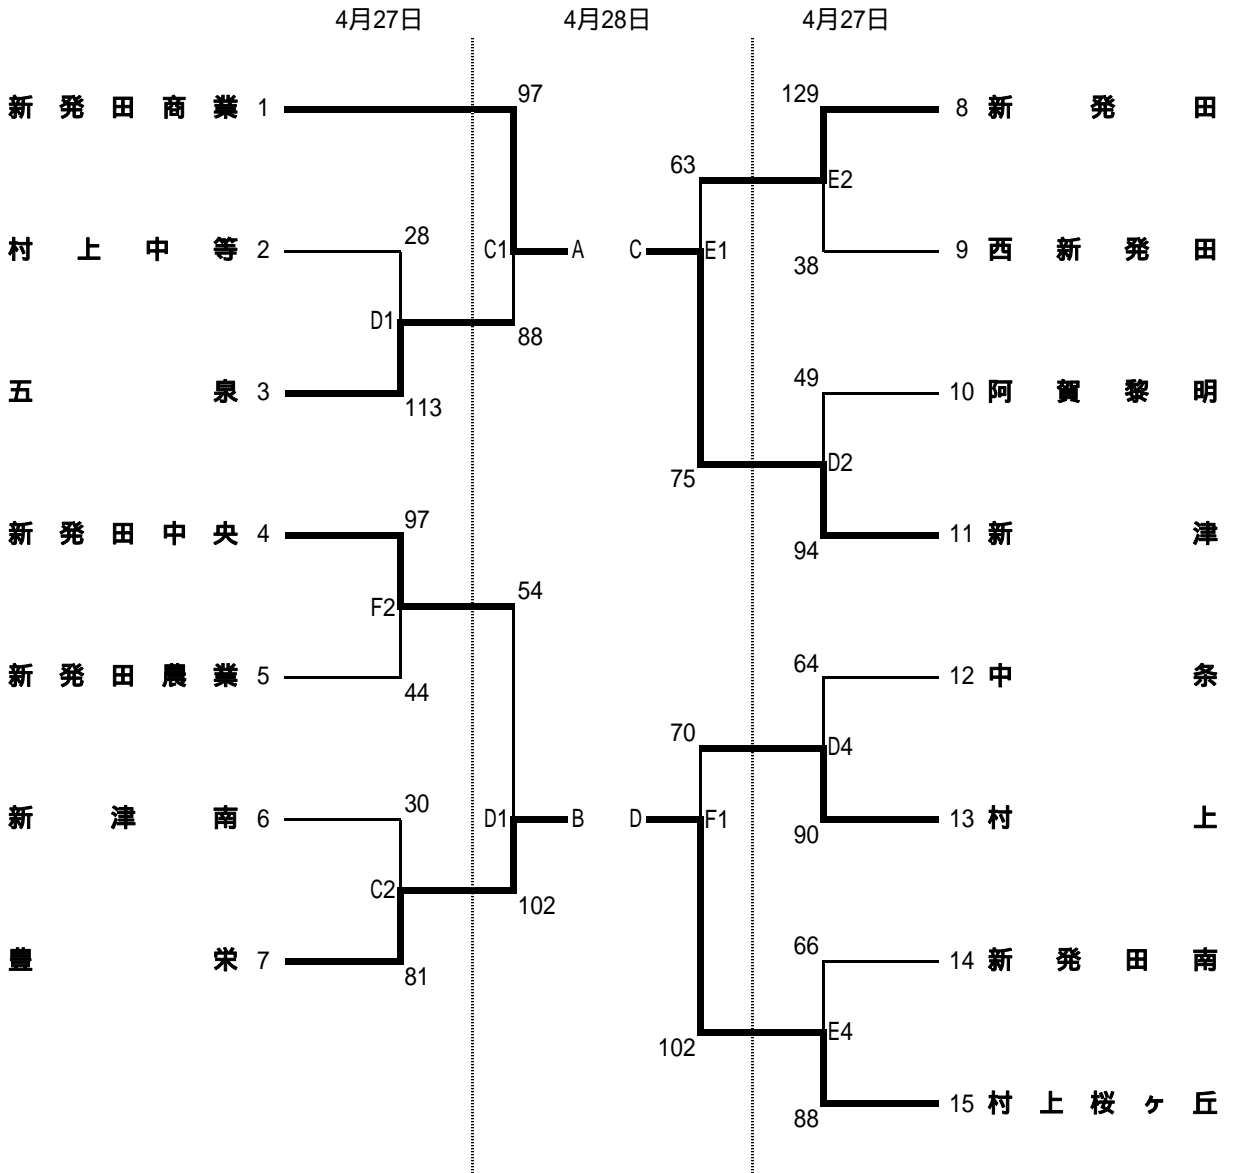 4月27日 4月28日 4月27日
97 129
新発田商業 1 8 新発田
63
E2
村上中等 2 28 C1 A C E1 38 9 西新発田
D1 88
五泉 3 113 49 10 阿賀黎明
75 D2
新発田中央 4 97 94 11 新津
F2 54
新発田農業 5 44 64 12 中条
70 D4
新津南 6 30 D1 B D F1 90 13 村上
C2 102
豊栄 7 81 66 14 新発田南
102 E4
88 15 村上桜ヶ丘